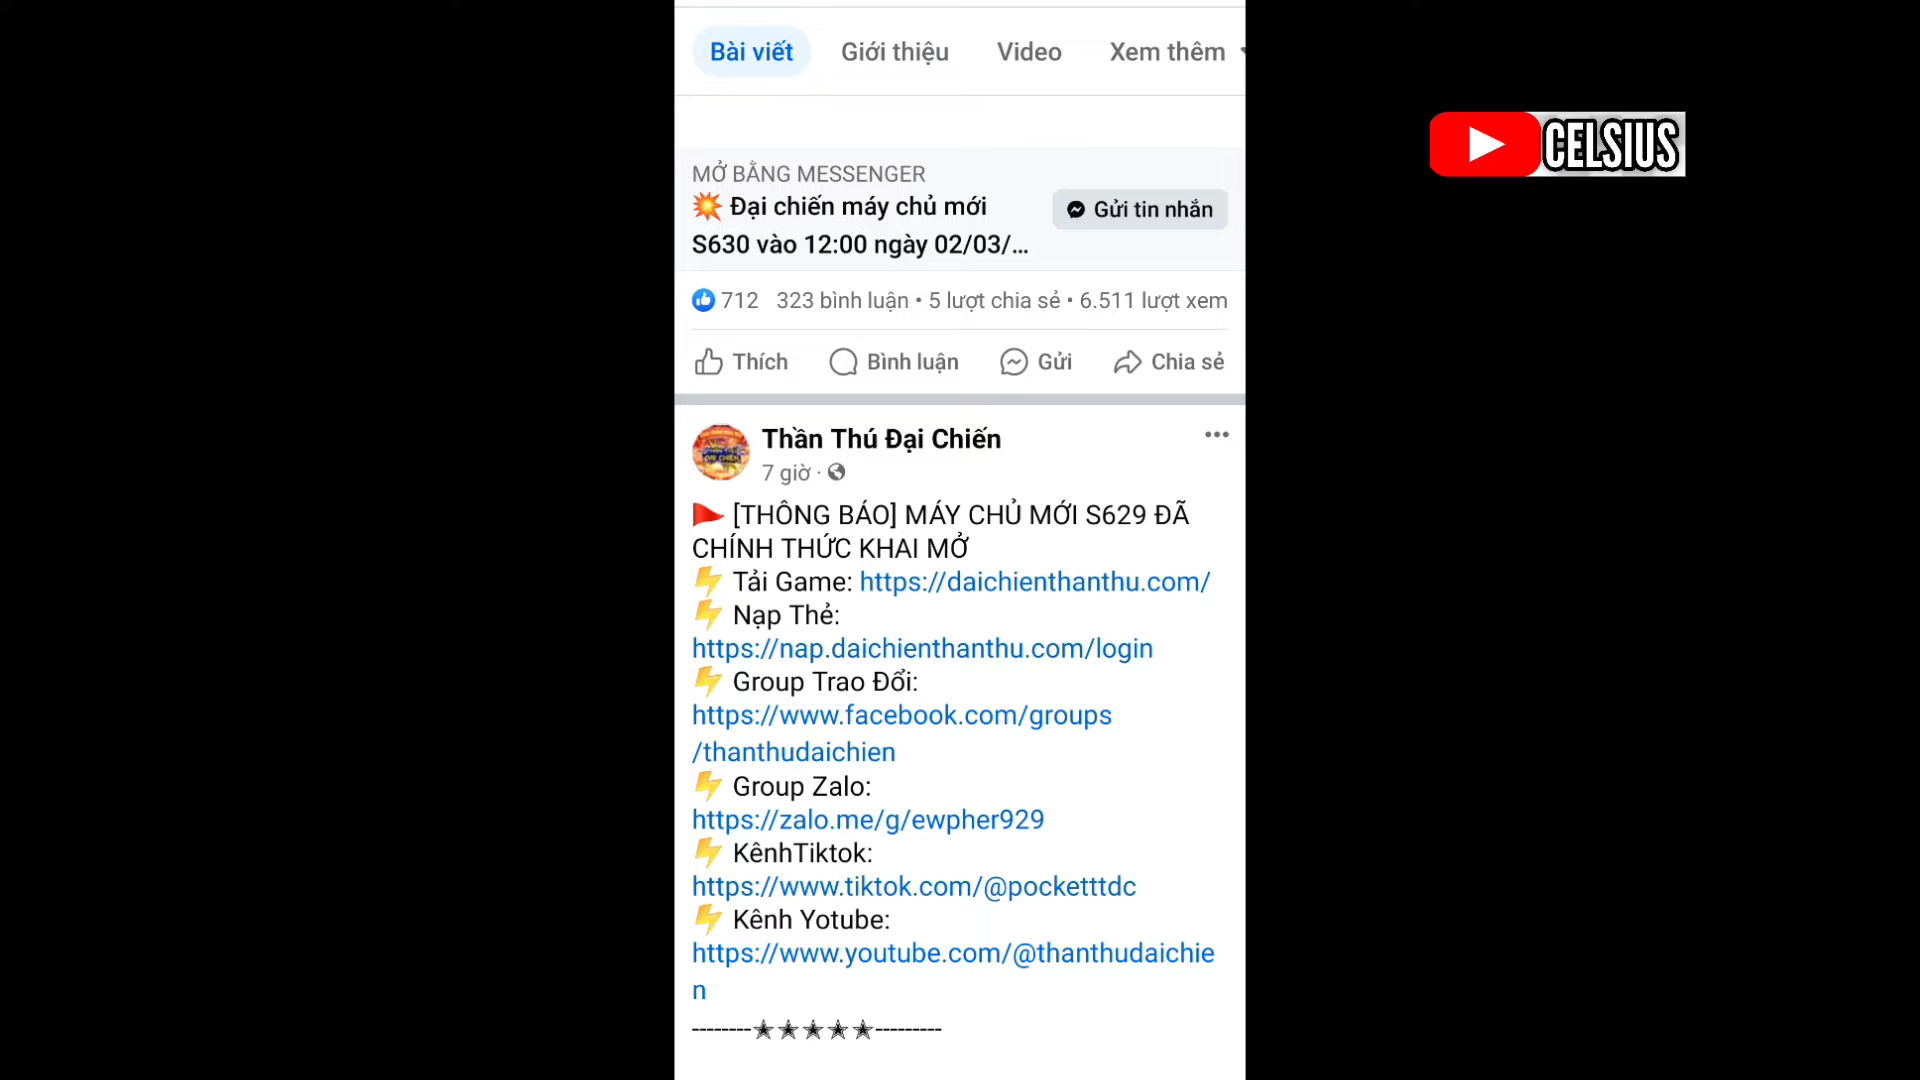 Bài viết Giới thiệu Video Xem thêm
CELSIUS
MỞ BẰNG MESSENGER
💥 Đại chiến máy chủ mới
S630 vào 12:00 ngày 02/03/...
Gửi tin nhắn
712 323 bình luận • 5 lượt chia sẻ • 6.511 lượt xem
Thích Bình luận Gửi Chia sẻ
Thần Thú Đại Chiến
7 giờ ·
🚩 [THÔNG BÁO] MÁY CHỦ MỚI S629 ĐÃ
CHÍNH THỨC KHAI MỞ
⚡ Tải Game: https://daichienthanthu.com/
⚡ Nạp Thẻ:
https://nap.daichienthanthu.com/login
⚡ Group Trao Đổi:
https://www.facebook.com/groups
/thanthudaichien
⚡ Group Zalo:
https://zalo.me/g/ewpher929
⚡ KênhTiktok:
https://www.tiktok.com/@pocketttdc
⚡ Kênh Yotube:
https://www.youtube.com/@thanthudaichie
n
--------✭✭✭✭✭---------